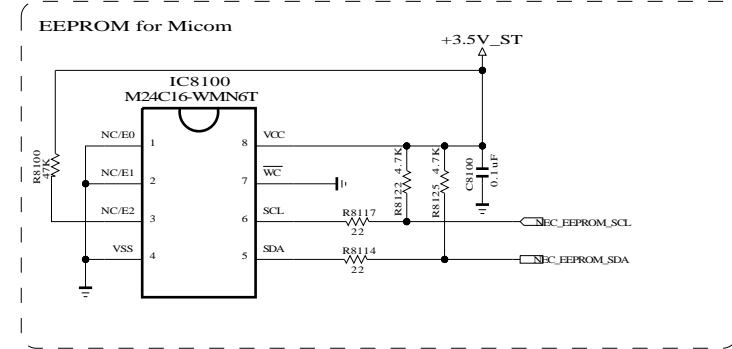 EEPROM for Micom
+3.5V_ST
IC8100
M24C16-WMN6T
R8100
47K
NC/E0
1
8
VCC
NC/E1
2
7
WC
NC/E2
3
6
SCL
VSS
4
5
SDA
R8117
22
R8114
22
R8122 4.7K
R8125 4.7K
C8100
0.1uF
NEC_EEPROM_SCL
NEC_EEPROM_SDA